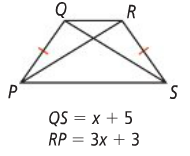 Q R
P S
QS = x + 5
RP = 3x + 3